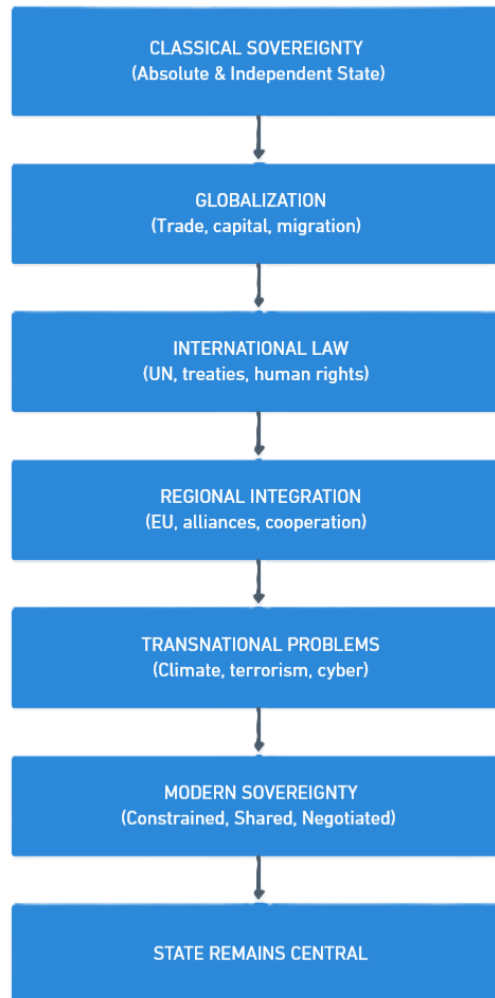 CLASSICAL SOVEREIGNTY
(Absolute & Independent State)
GLOBALIZATION
(Trade, capital, migration)
INTERNATIONAL LAW
(UN, treaties, human rights)
REGIONAL INTEGRATION
(EU, alliances, cooperation)
TRANSNATIONAL PROBLEMS
(Climate, terrorism, cyber)
MODERN SOVEREIGNTY
(Constrained, Shared, Negotiated)
STATE REMAINS CENTRAL